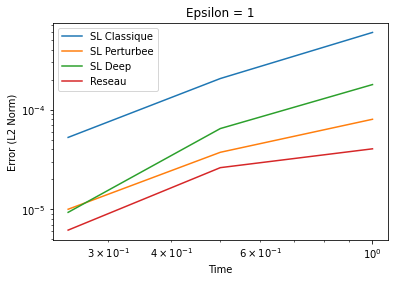 Epsilon = 1
SL Classique
SL Perturbee
SL Deep
Reseau
Error (L2 Norm)
10⁻⁴
10⁻⁵
3 × 10⁻¹
4 × 10⁻¹
6 × 10⁻¹
10⁰
Time